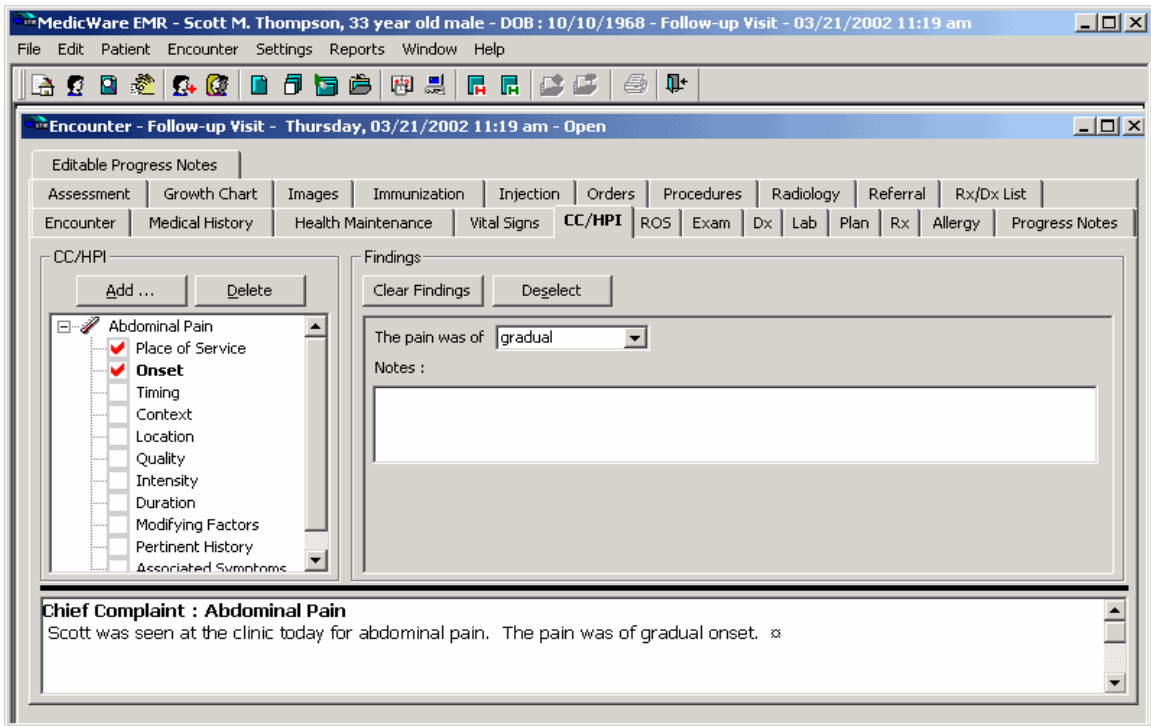 MedicWare EMR - Scott M. Thompson, 33 year old male - DOB : 10/10/1968 - Follow-up Visit - 03/21/2002 11:19 am
File Edit Patient Encounter Settings Reports Window Help
Encounter - Follow-up Visit - Thursday, 03/21/2002 11:19 am - Open
Editable Progress Notes
Assessment Growth Chart Images Immunization Injection Orders Procedures Radiology Referral Rx/Dx List
Encounter Medical History Health Maintenance Vital Signs CC/HPI ROS Exam Dx Lab Plan Rx Allergy Progress Notes
CC/HPI
Add ... Delete
Abdominal Pain
Place of Service
Onset
Timing
Context
Location
Quality
Intensity
Duration
Modifying Factors
Pertinent History
Associated Symptoms
Findings
Clear Findings Deselect
The pain was of gradual
Notes :
Chief Complaint : Abdominal Pain
Scott was seen at the clinic today for abdominal pain. The pain was of gradual onset. ¤